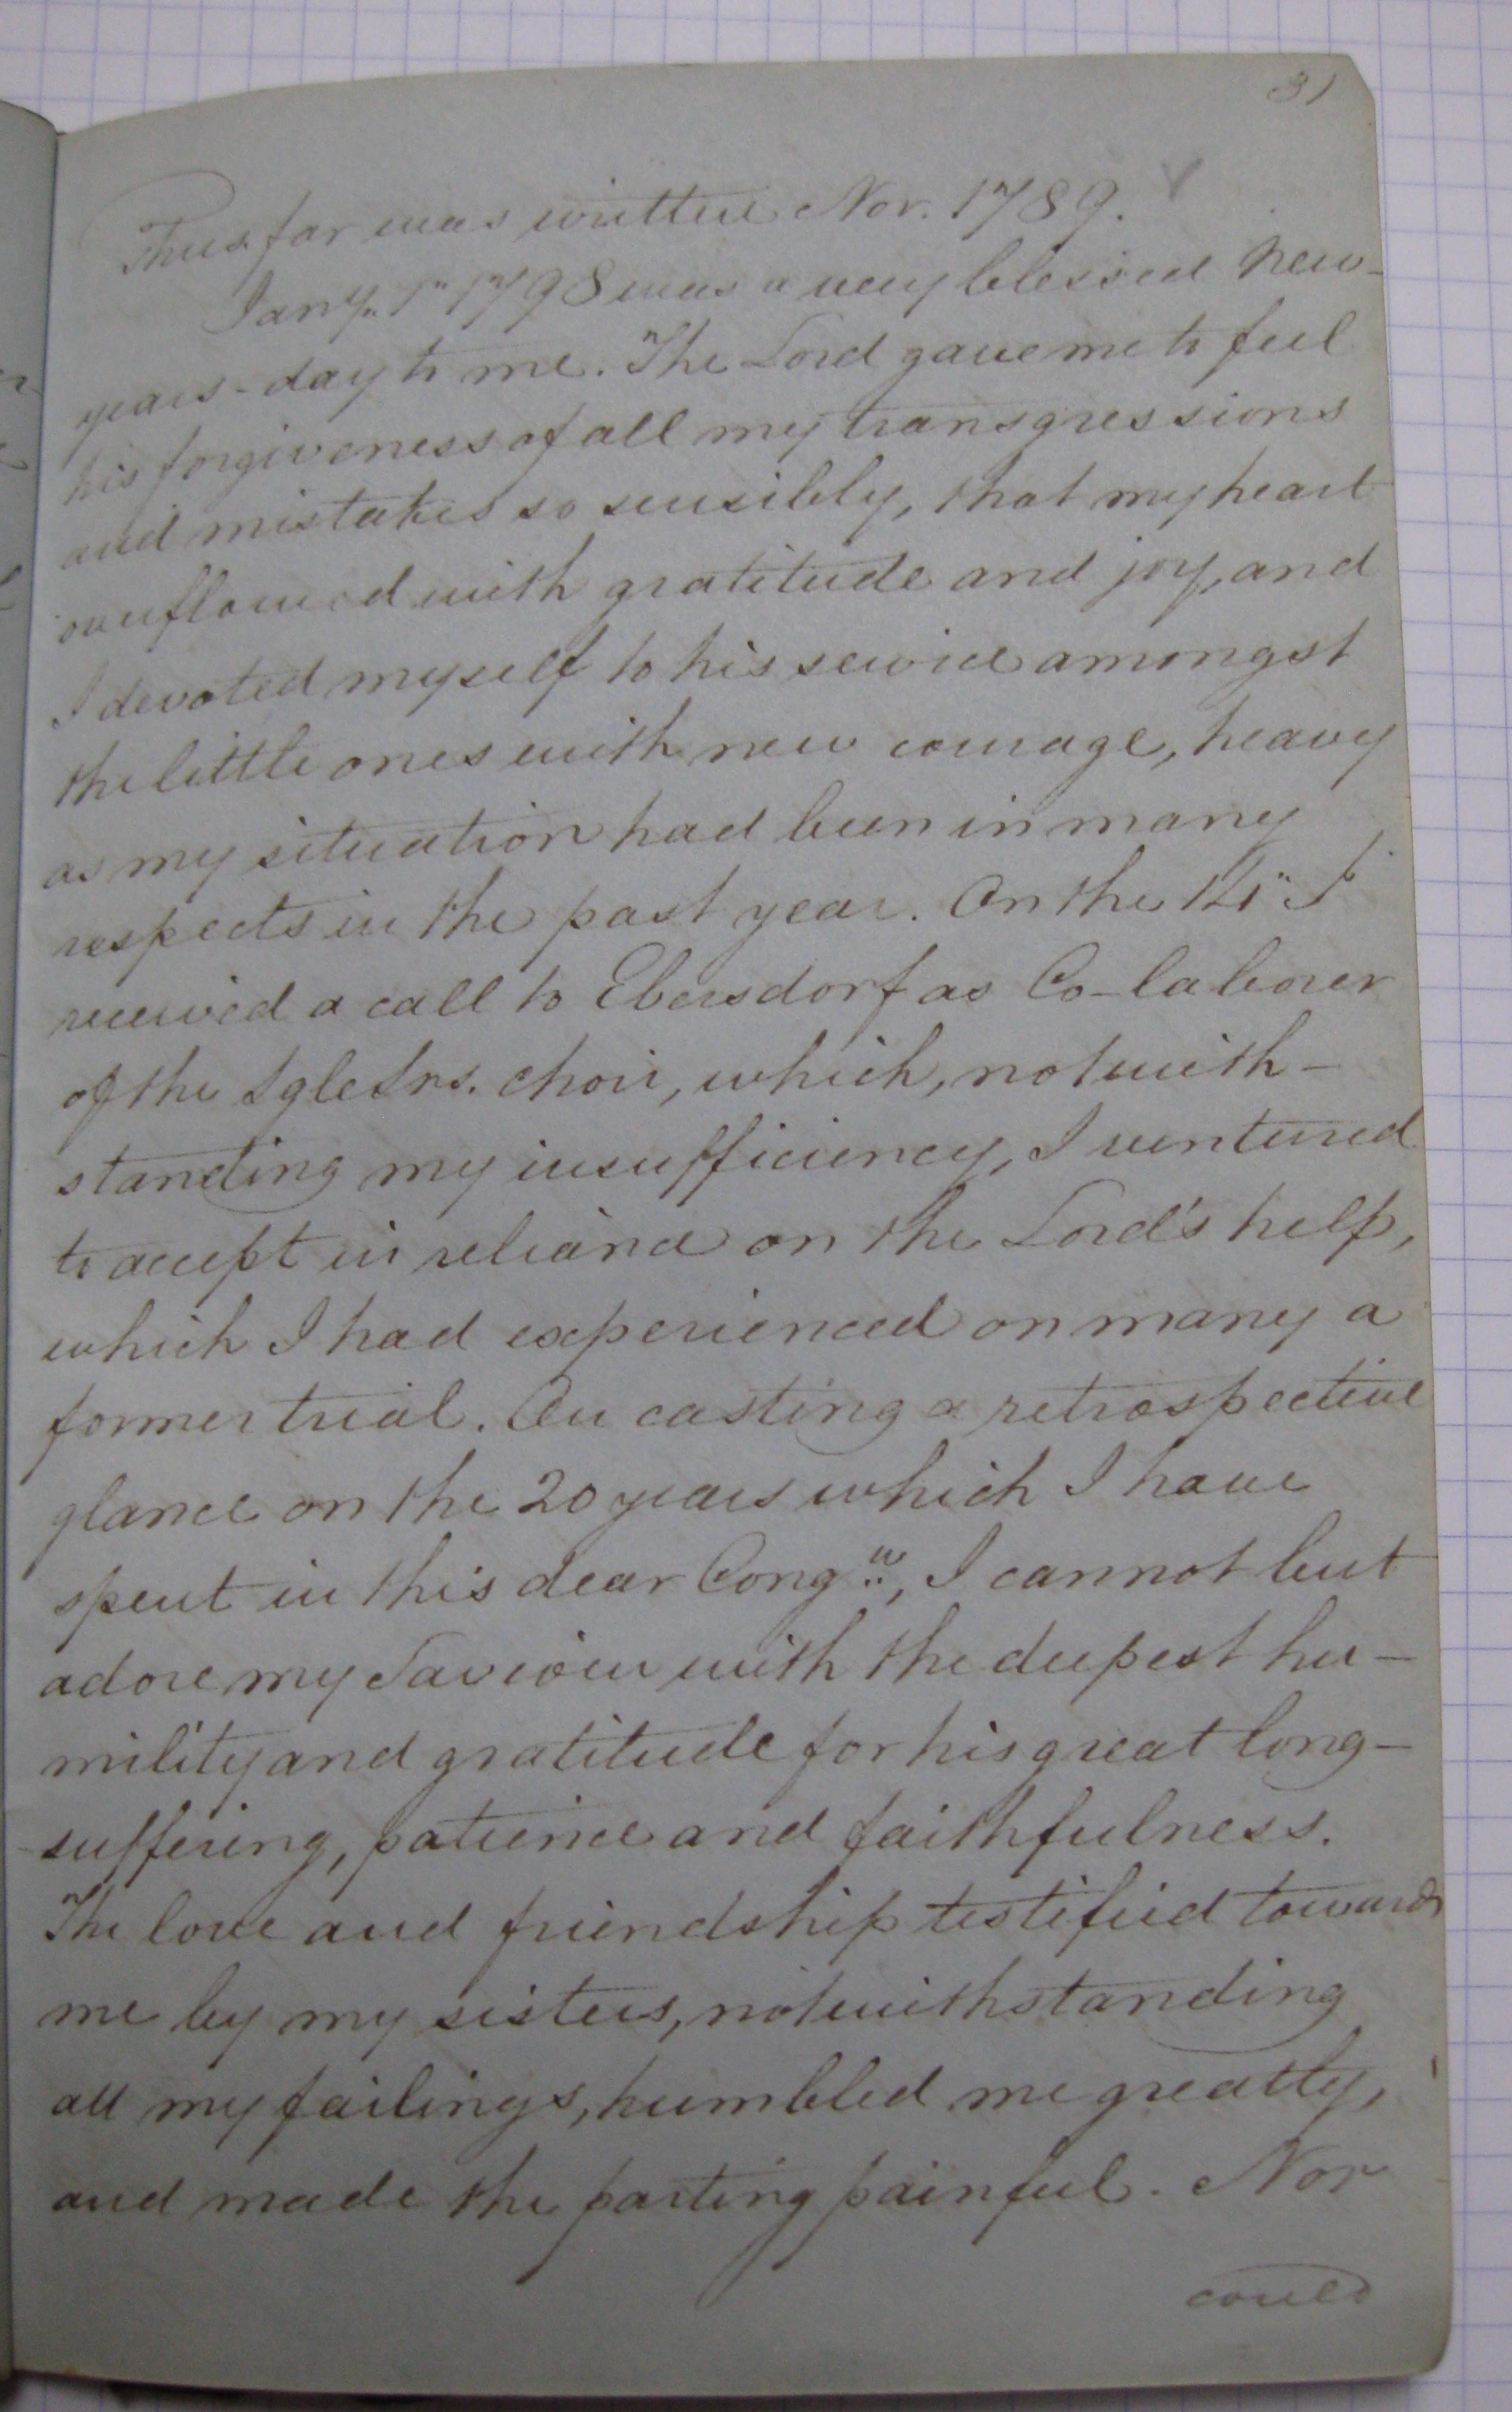 31
Thus far was written Nov. 1789.
Jany. 1" 1798 was a very blessed New-
years-day to me. The Lord gave me to feel
his forgiveness of all my transgressions
and mistakes so sensibly, that my heart
overflowed with gratitude and joy, and
I devoted myself to his service amongst
the little ones with new courage, heavy
as my situation had been in many
respects in the past year. On the 14" I
received a call to Ebersdorf as Co-labourer
of the Sgle Srs. choir, which, notwith-
standing my insufficiency, I ventured
to accept in reliance on the Lord's help,
which I had experienced on many a
former trial. On casting a retrospective
glance on the 20 years which I have
spent in this dear Congn., I cannot but
adore my Saviour with the deepest hu-
mility and gratitude for his great long-
suffering, patience and faithfulness.
The love and friendship testified towards
me by my sisters, notwithstanding
all my failings, humbled me greatly,
and made the parting painful. Nor
could